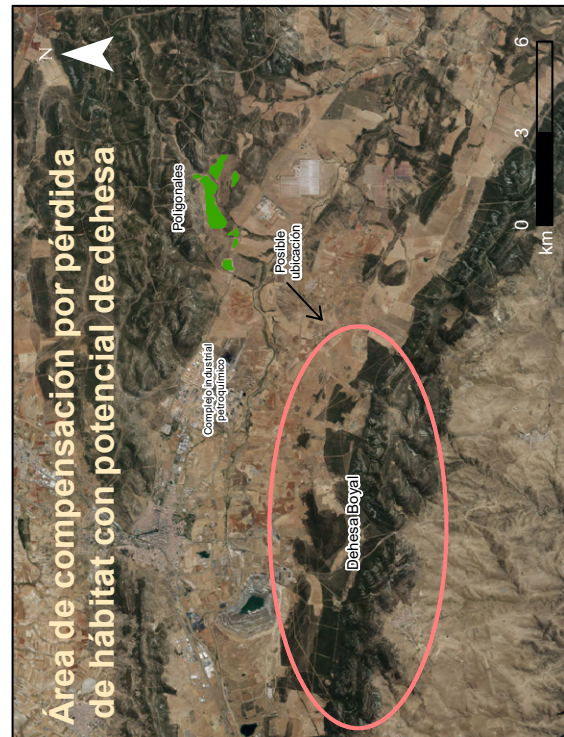 Área de compensación por pérdida
de hábitat con potencial de dehesa
N
Poligonales
Complejo industrial
petroquímico
Posible
ubicación
Dehesa Boyal
0 3 6
km